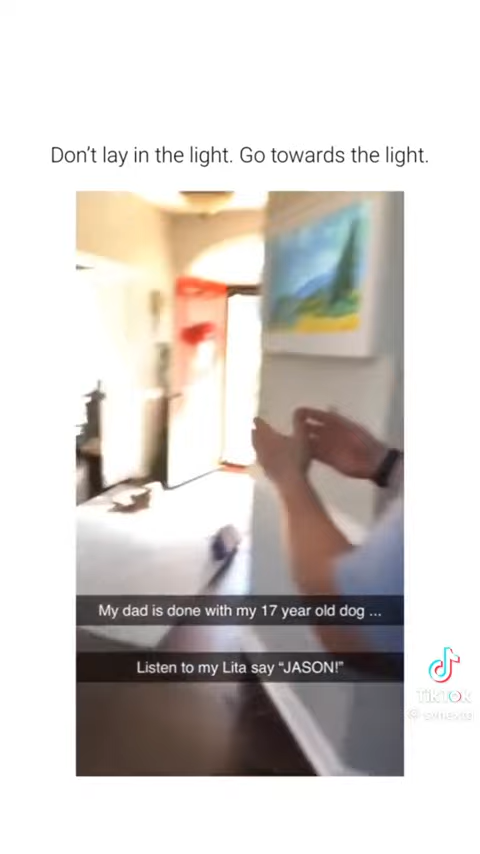 Don't lay in the light. Go towards the light.
My dad is done with my 17 year old dog ...
Listen to my Lita say “JASON!”
TikTok